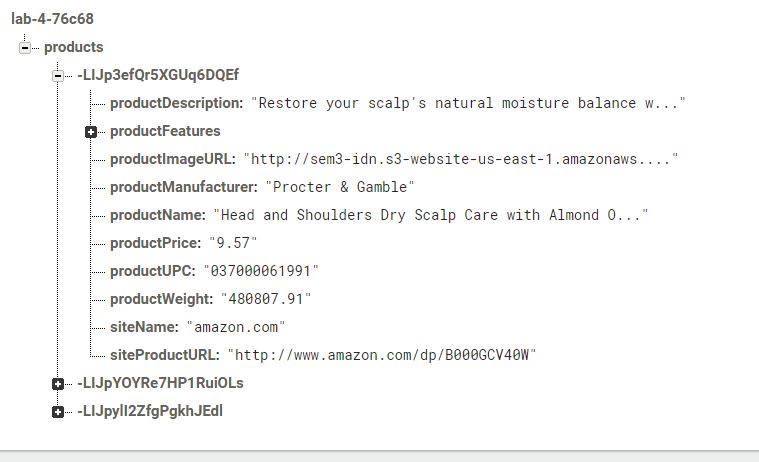 lab-4-76c68
products
-LIJp3efQr5XGUq6DQEf
productDescription: "Restore your scalp's natural moisture balance w..."
productFeatures
productImageURL: "http://sem3-idn.s3-website-us-east-1.amazonaws...."
productManufacturer: "Procter & Gamble"
productName: "Head and Shoulders Dry Scalp Care with Almond O..."
productPrice: "9.57"
productUPC: "037000061991"
productWeight: "480807.91"
siteName: "amazon.com"
siteProductURL: "http://www.amazon.com/dp/B000GCV40W"
-LIJpYOYRe7HP1RuiOLs
-LIJpylI2ZfgPgkhJEdl